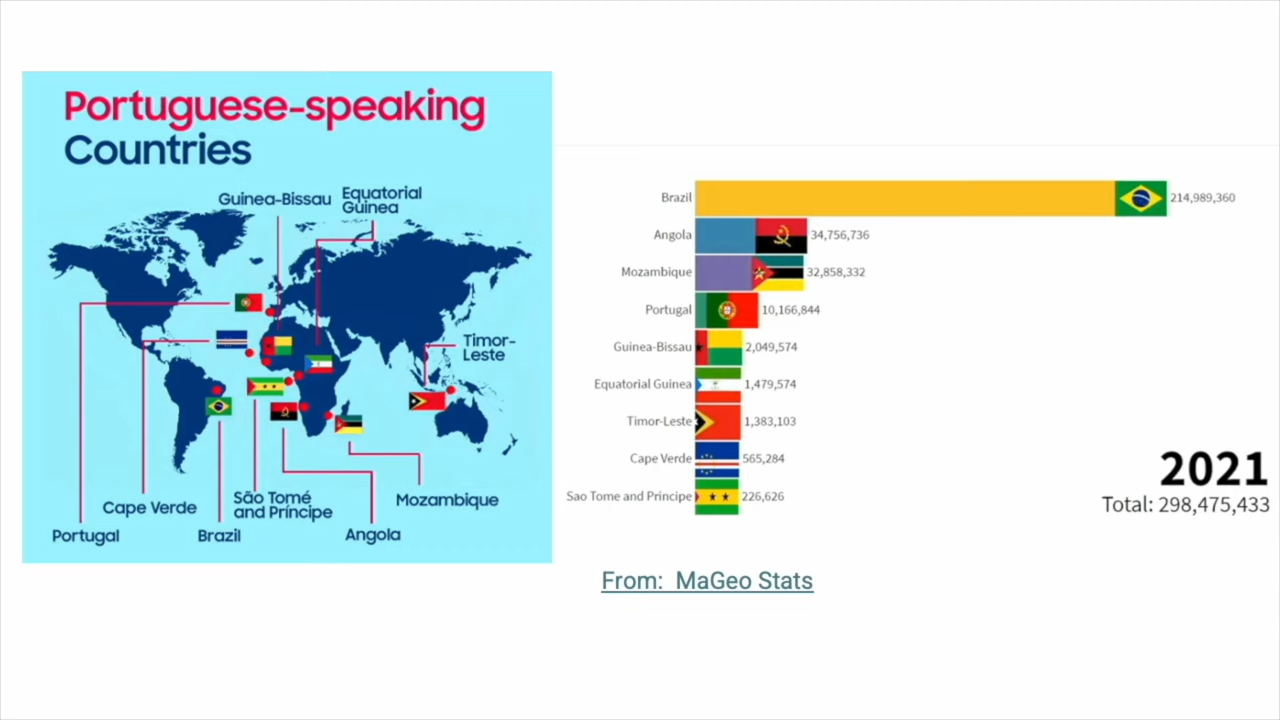 Portuguese-speaking
Countries
Guinea-Bissau
Equatorial
Guinea
Timor-
Leste
Cape Verde
São Tomé
and Príncipe
Mozambique
Portugal
Brazil
Angola
Brazil 214,989,360
Angola 34,756,736
Mozambique 32,858,332
Portugal 10,166,844
Guinea-Bissau 2,049,574
Equatorial Guinea 1,479,574
Timor-Leste 1,383,103
Cape Verde 565,284
Sao Tome and Principe 226,626
2021
Total: 298,475,433
From: MaGeo Stats